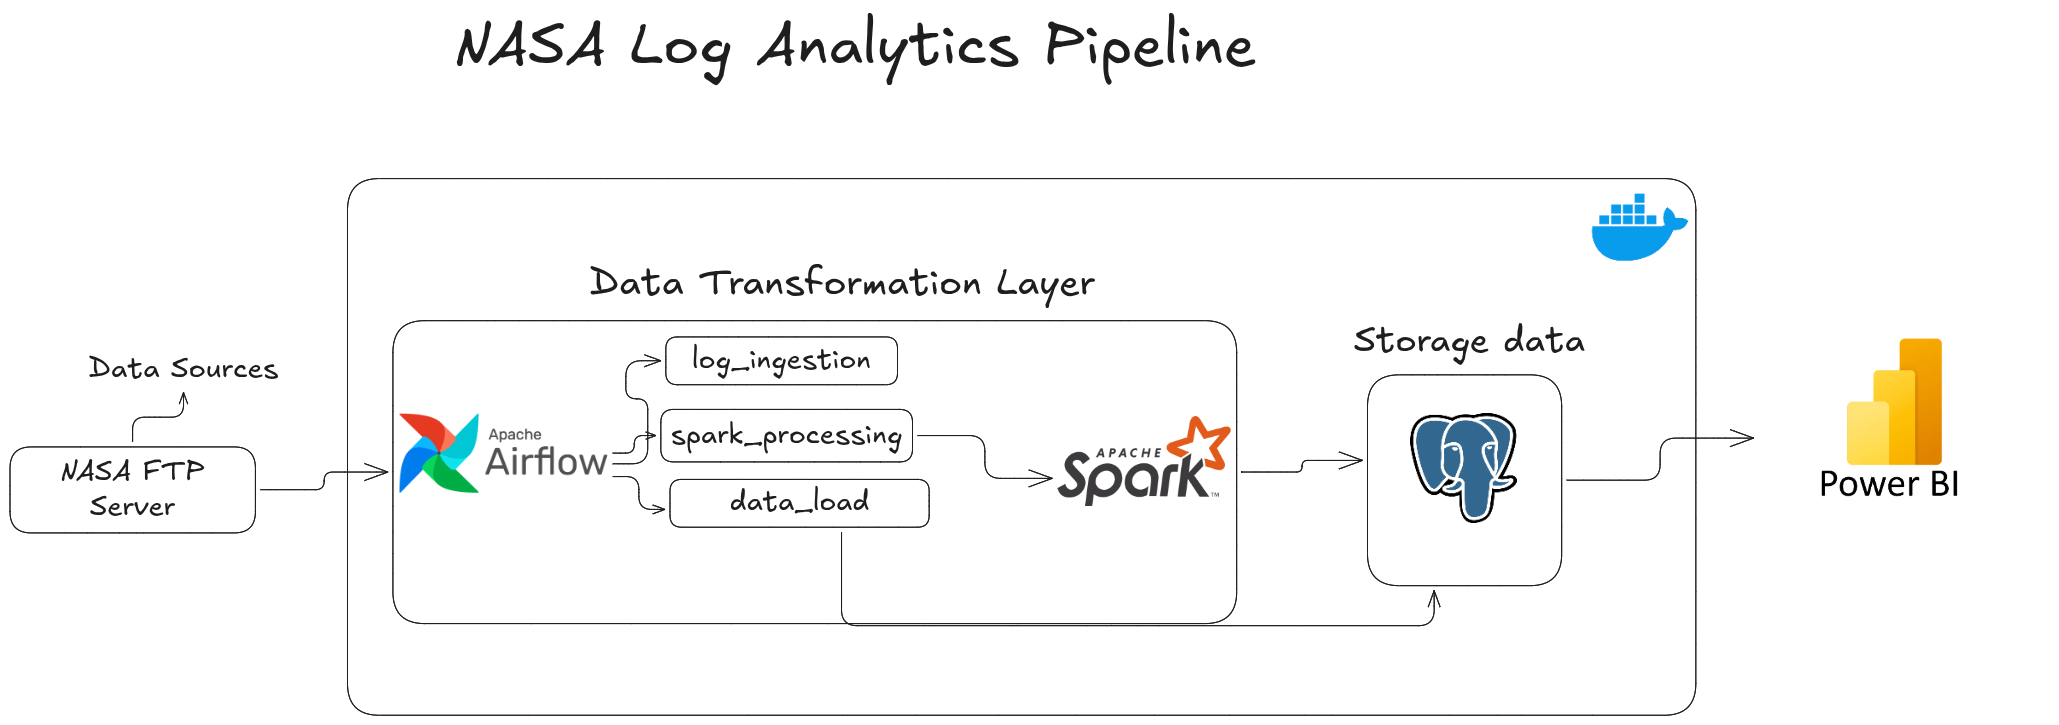 NASA Log Analytics Pipeline
Data Transformation Layer
Storage data
Data Sources
NASA FTP
Server
Apache
Airflow
log_ingestion
spark_processing
data_load
APACHE
Spark™
Power BI